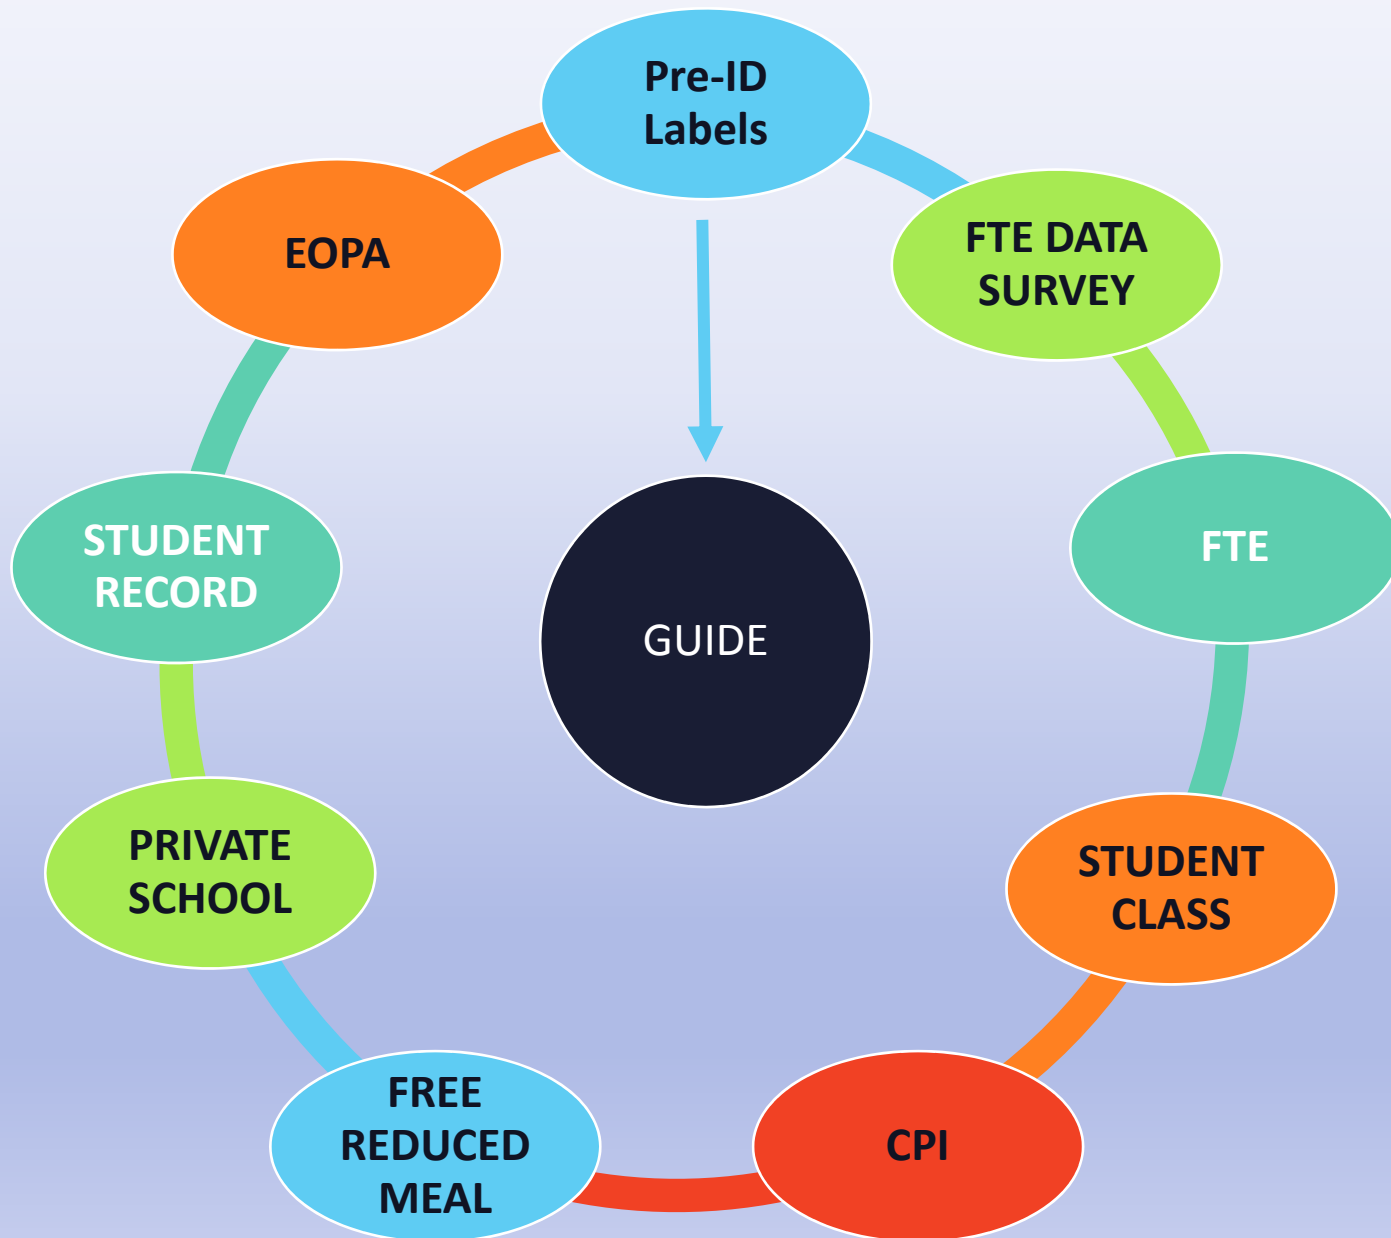 Pre-ID
Labels
FTE DATA
SURVEY
FTE
STUDENT
CLASS
CPI
FREE
REDUCED
MEAL
PRIVATE
SCHOOL
STUDENT
RECORD
EOPA
GUIDE